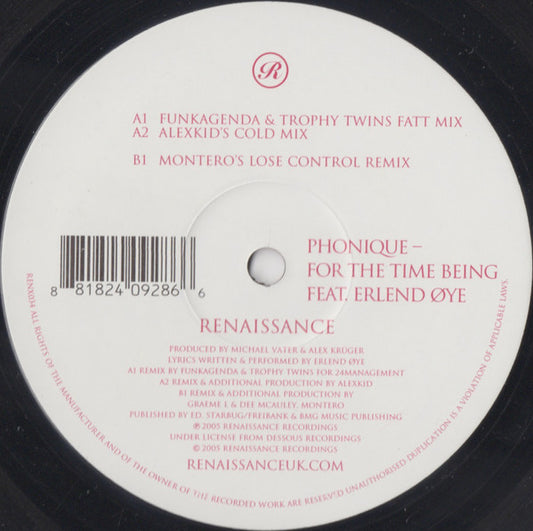 R
A1 FUNKAGENDA & TROPHY TWINS FATT MIX
A2 ALEXKID'S COLD MIX
B1 MONTERO'S LOSE CONTROL REMIX
8 81824 09286 6
PHONIQUE –
FOR THE TIME BEING
FEAT. ERLEND ØYE
RENAISSANCE
PRODUCED BY MICHAEL VATER & ALEX KRUGER
LYRICS WRITTEN & PERFORMED BY ERLEND ØYE
A1 REMIX BY FUNKAGENDA & TROPHY TWINS FOR 24MANAGEMENT
A2 REMIX & ADDITIONAL PRODUCTION BY ALEXKID
B1 REMIX & ADDITIONAL PRODUCTION BY
GRAEME L & DEE MCAULEY, MONTERO
PUBLISHED BY ED. STARBUG/FREIBANK & BMG MUSIC PUBLISHING
℗ 2005 RENAISSANCE RECORDINGS
UNDER LICENSE FROM DESSOUS RECORDINGS
© 2005 RENAISSANCE RECORDINGS
RENAISSANCEUK.COM
RENX034 ALL RIGHTS OF THE MANUFACTURER AND OF THE OWNER OF THE RECORDED WORK ARE RESERVED UNAUTHORISED DUPLICATION IS A VIOLATION OF APPLICABLE LAWS.